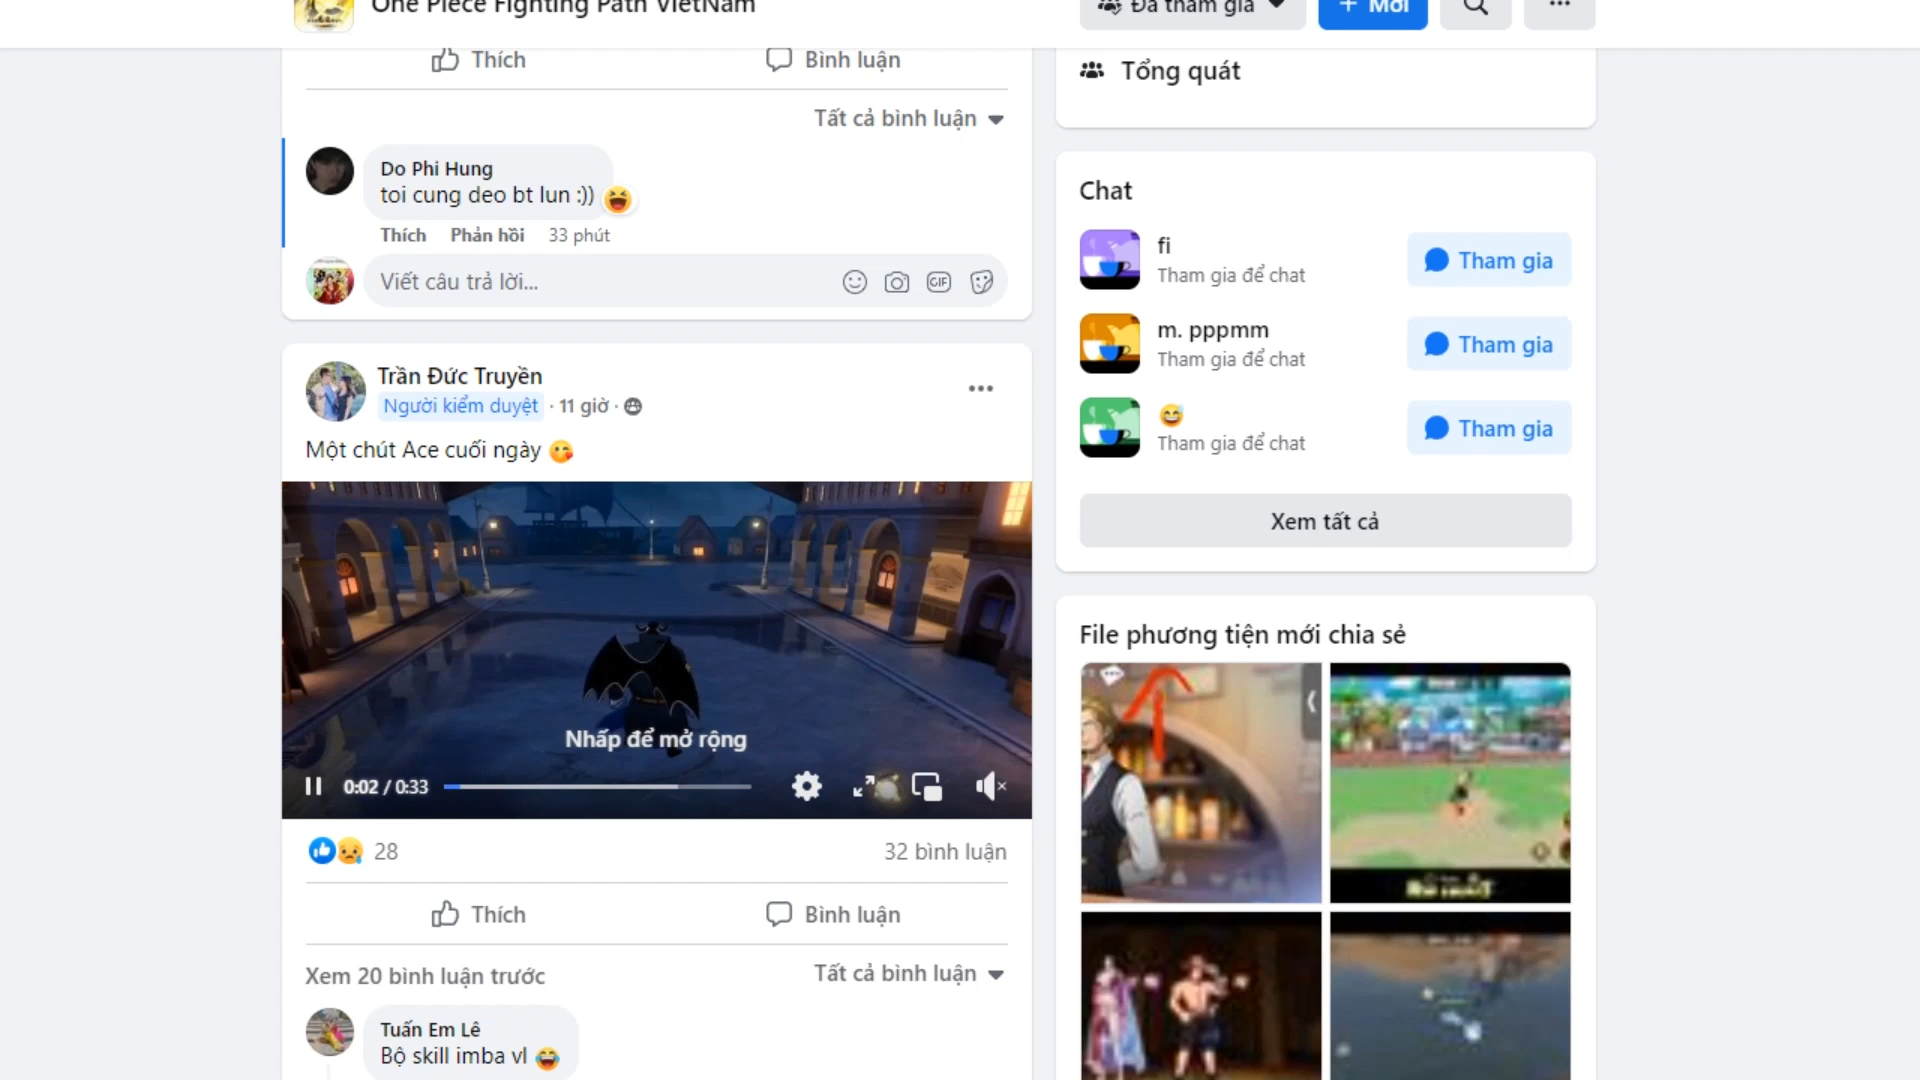 One Piece Fighting Path VietNam
Đã tham gia
+ Mời
Thích
Bình luận
Tất cả bình luận
Do Phi Hung
toi cung deo bt lun :))
Thích Phản hồi 33 phút
Viết câu trả lời...
GIF
Trần Đức Truyền
Người kiểm duyệt · 11 giờ ·
Một chút Ace cuối ngày
Nhấp để mở rộng
0:02 / 0:33
28
32 bình luận
Thích
Bình luận
Xem 20 bình luận trước
Tất cả bình luận
Tuấn Em Lê
Bộ skill imba vl
Tổng quát
Chat
fi
Tham gia để chat
Tham gia
m. pppmm
Tham gia để chat
Tham gia
Tham gia để chat
Tham gia
Xem tất cả
File phương tiện mới chia sẻ